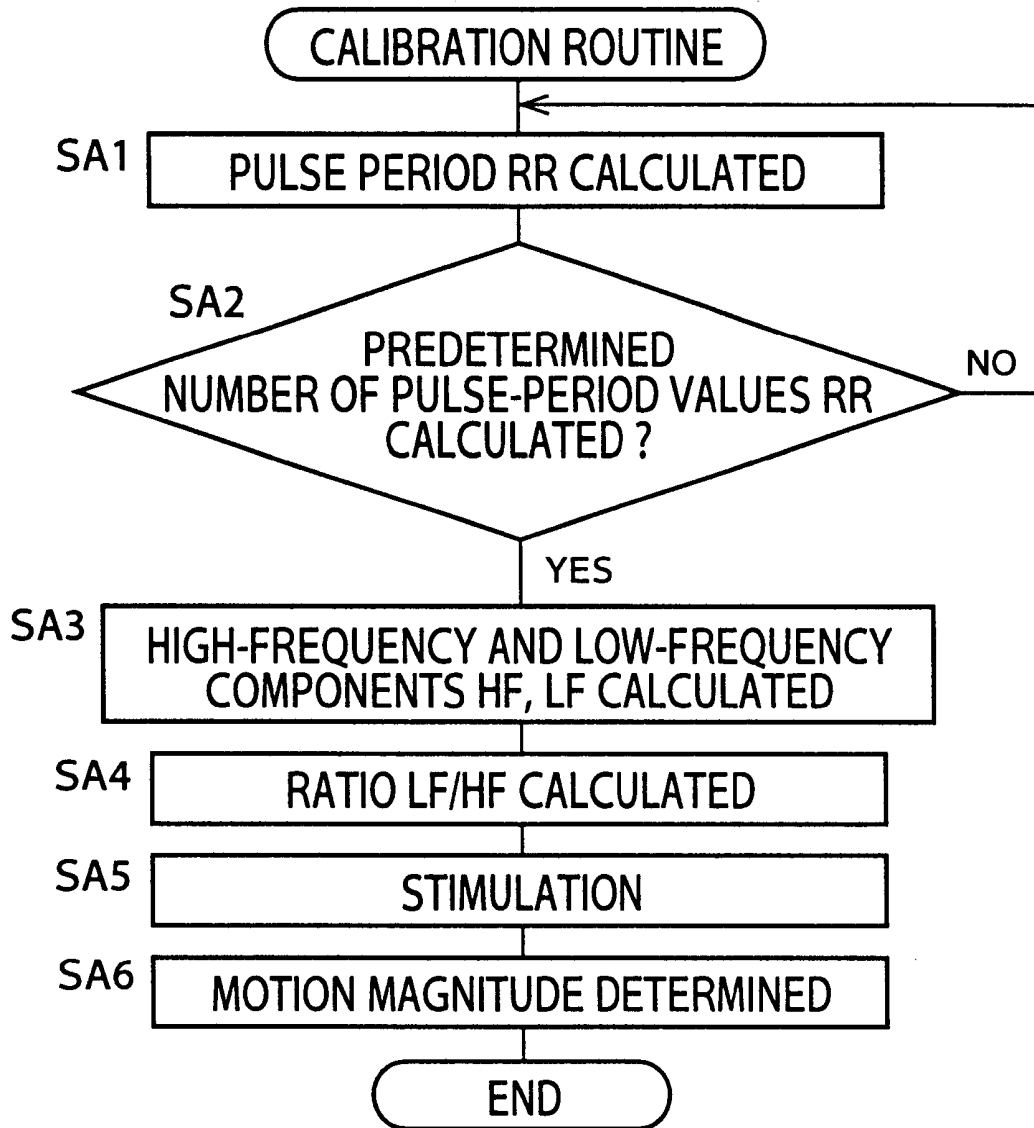 CALIBRATION ROUTINE
SA1
PULSE PERIOD RR CALCULATED
SA2
PREDETERMINED
NUMBER OF PULSE-PERIOD VALUES RR
CALCULATED ?
NO
YES
SA3
HIGH-FREQUENCY AND LOW-FREQUENCY
COMPONENTS HF, LF CALCULATED
SA4
RATIO LF/HF CALCULATED
SA5
STIMULATION
SA6
MOTION MAGNITUDE DETERMINED
END